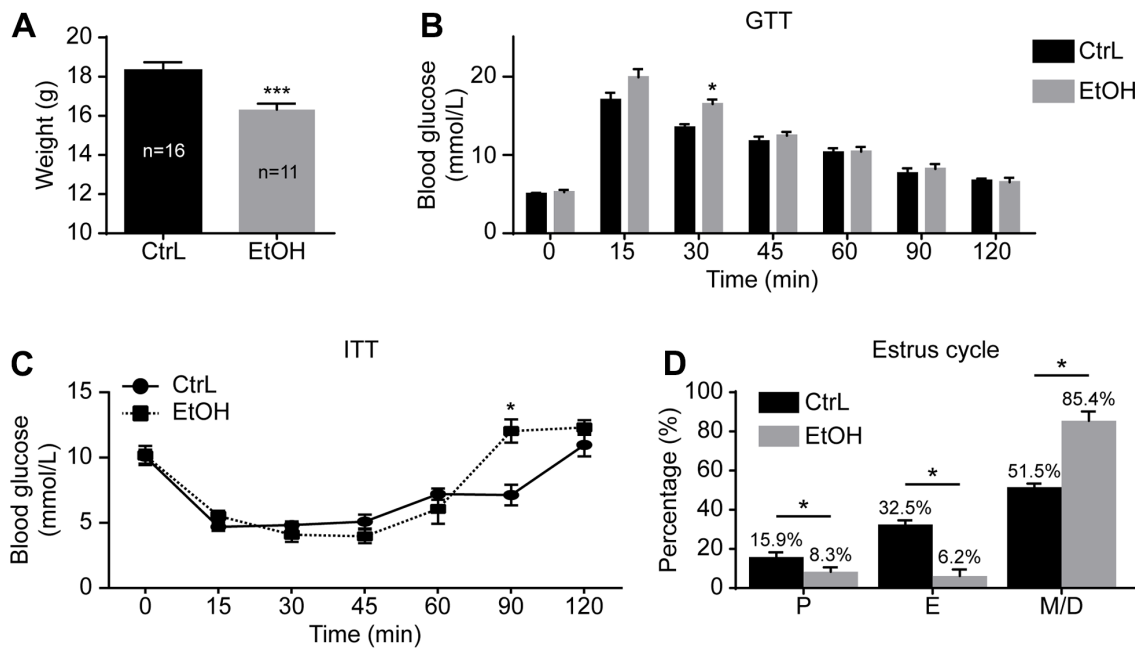 A
Weight (g)
20
18
16
14
12
10
***
n=16
n=11
CtrL
EtOH
B
GTT
Blood glucose
(mmol/L)
20
10
0
*
CtrL
EtOH
0 15 30 45 60 90 120
Time (min)
C
ITT
CtrL
EtOH
Blood glucose
(mmol/L)
15
10
5
0
*
0 15 30 45 60 90 120
Time (min)
D
Estrus cycle
CtrL
EtOH
Percentage (%)
100
80
60
40
20
0
*
15.9%
8.3%
*
32.5%
6.2%
*
51.5%
85.4%
P E M/D